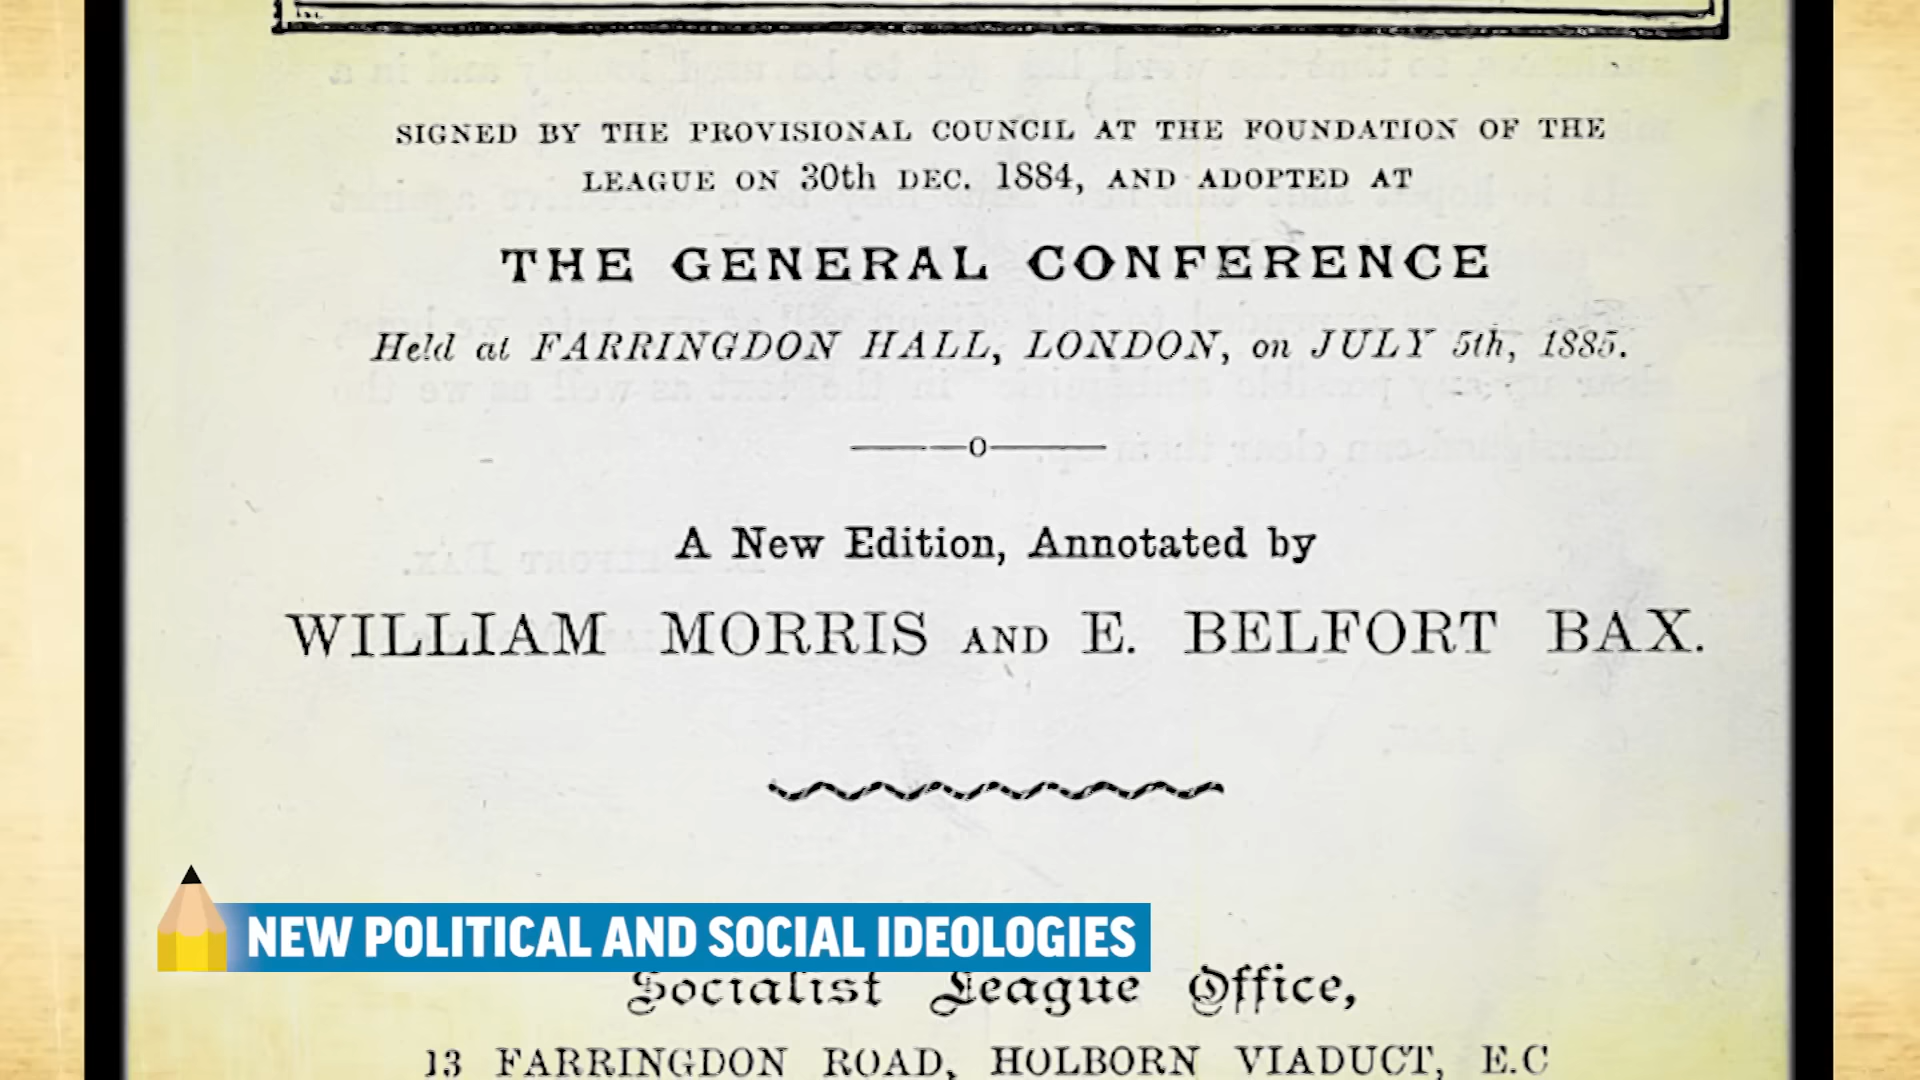 SIGNED BY THE PROVISIONAL COUNCIL AT THE FOUNDATION OF THE
LEAGUE ON 30th DEC. 1884, AND ADOPTED AT
THE GENERAL CONFERENCE
Held at FARRINGDON HALL, LONDON, on JULY 5th, 1885.
A New Edition, Annotated by
WILLIAM MORRIS AND E. BELFORT BAX.
NEW POLITICAL AND SOCIAL IDEOLOGIES
Socialist League Office,
13 FARRINGDON ROAD, HOLBORN VIADUCT, E.C